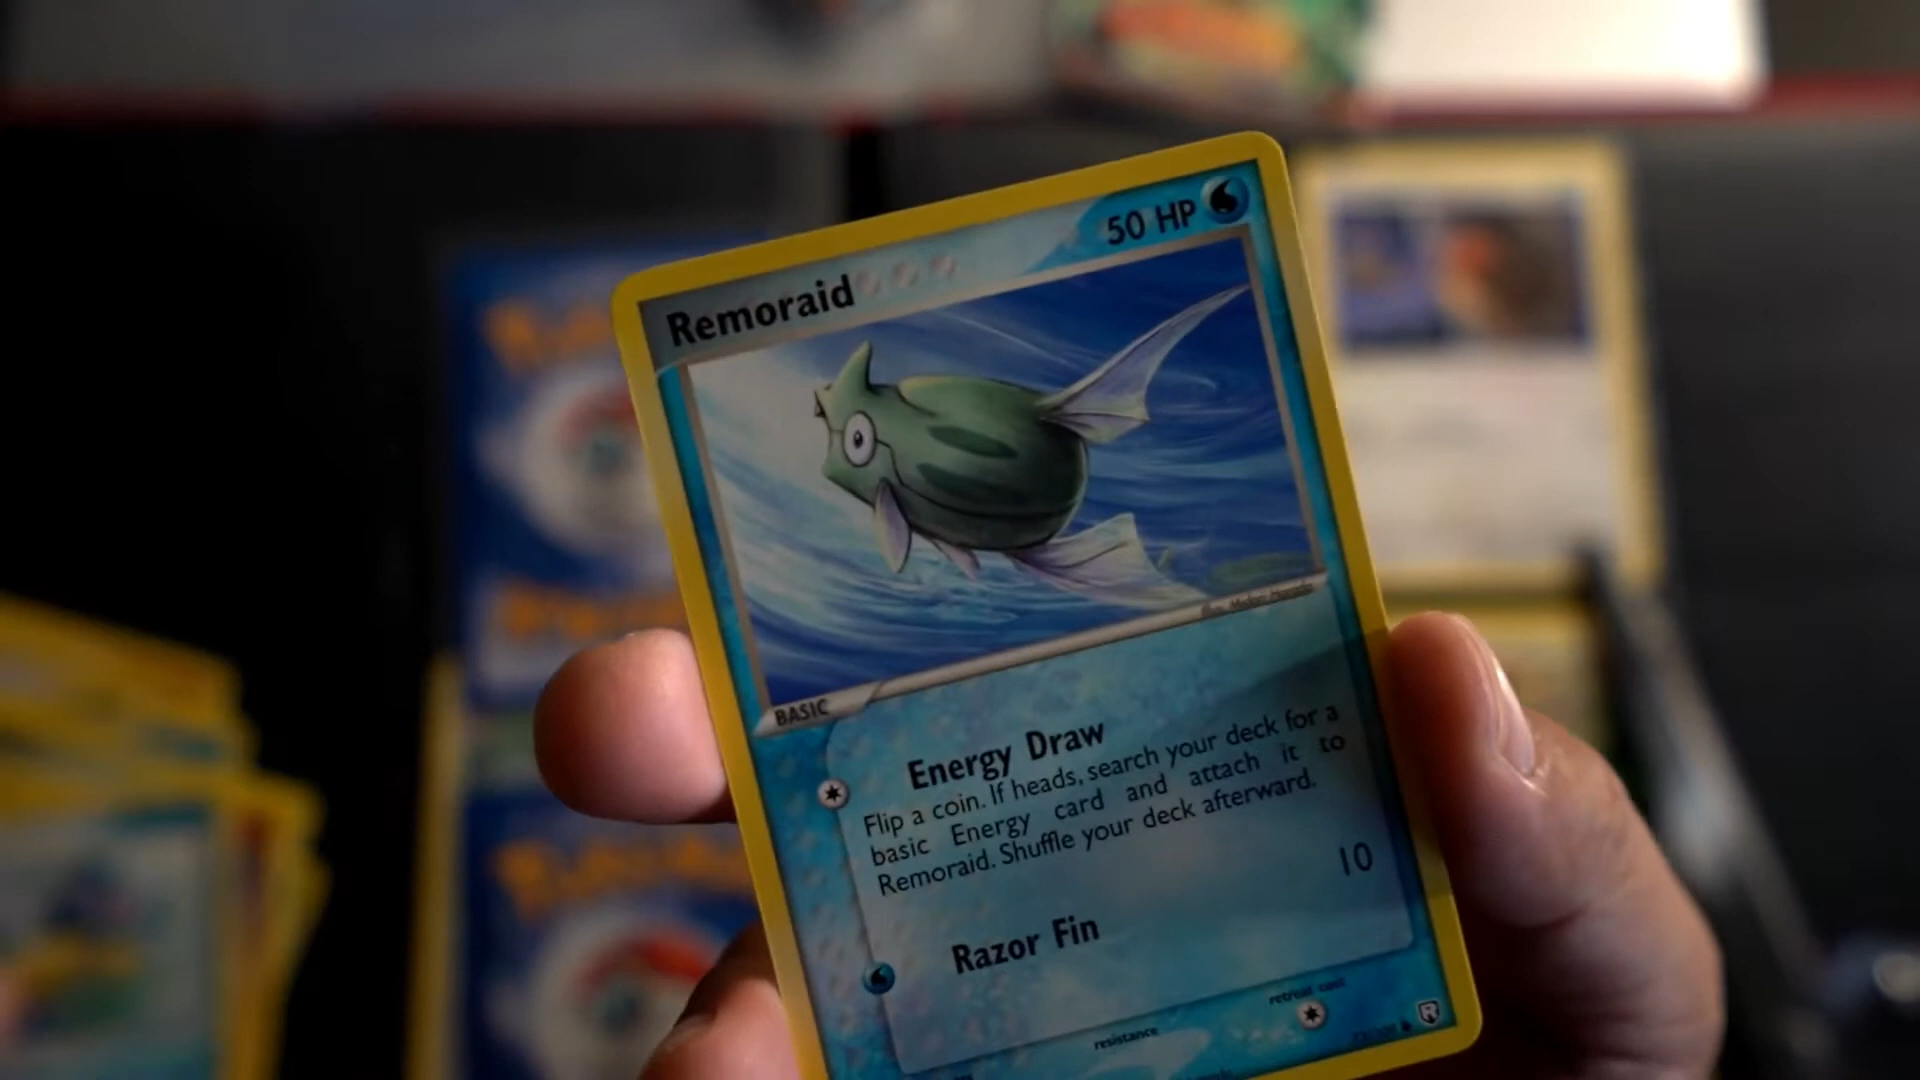 Remoraid
50 HP
BASIC
Energy Draw
Flip a coin. If heads, search your deck for a
basic Energy card and attach it to
Remoraid. Shuffle your deck afterward.
Razor Fin
10
resistance
retreat cost